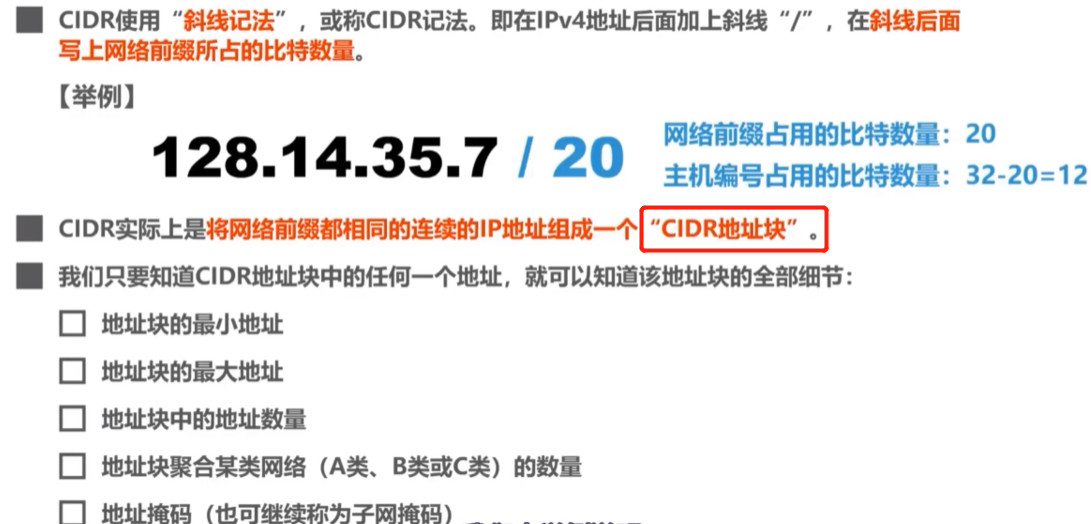 CIDR使用“斜线记法”，或称CIDR记法。即在IPv4地址后面加上斜线“/”，在斜线后面
写上网络前缀所占的比特数量。
【举例】
128.14.35.7 / 20
网络前缀占用的比特数量：20
主机编号占用的比特数量：32-20=12
CIDR实际上是将网络前缀都相同的连续的IP地址组成一个“CIDR地址块”。
我们只要知道CIDR地址块中的任何一个地址，就可以知道该地址块的全部细节：
地址块的最小地址
地址块的最大地址
地址块中的地址数量
地址块聚合某类网络（A类、B类或C类）的数量
地址掩码（也可继续称为子网掩码）